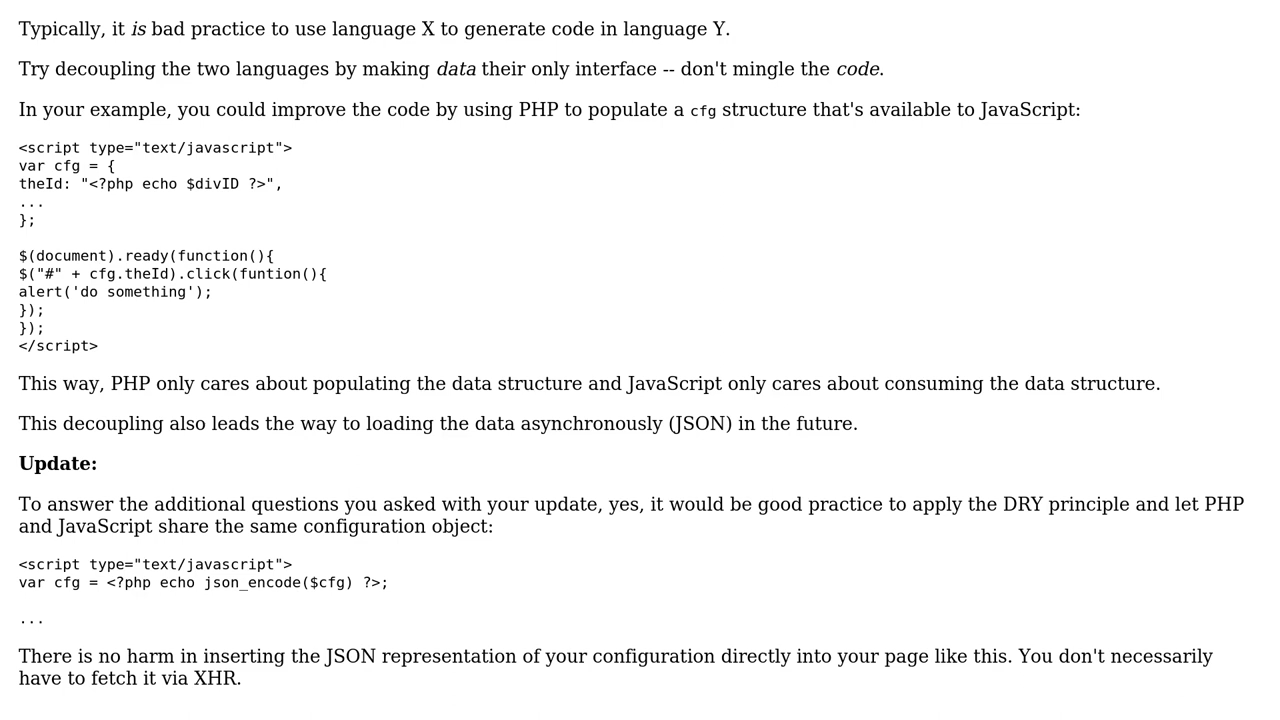 Typically, it is bad practice to use language X to generate code in language Y.
Try decoupling the two languages by making data their only interface -- don't mingle the code.
In your example, you could improve the code by using PHP to populate a cfg structure that's available to JavaScript:
<script type="text/javascript">
var cfg = {
theId: "<?php echo $divID ?>",
...
};
$(document).ready(function(){
$("#" + cfg.theId).click(funtion(){
alert('do something');
});
});
</script>
This way, PHP only cares about populating the data structure and JavaScript only cares about consuming the data structure.
This decoupling also leads the way to loading the data asynchronously (JSON) in the future.
Update:
To answer the additional questions you asked with your update, yes, it would be good practice to apply the DRY principle and let PHP
and JavaScript share the same configuration object:
<script type="text/javascript">
var cfg = <?php echo json_encode($cfg) ?>;
...
There is no harm in inserting the JSON representation of your configuration directly into your page like this. You don't necessarily
have to fetch it via XHR.